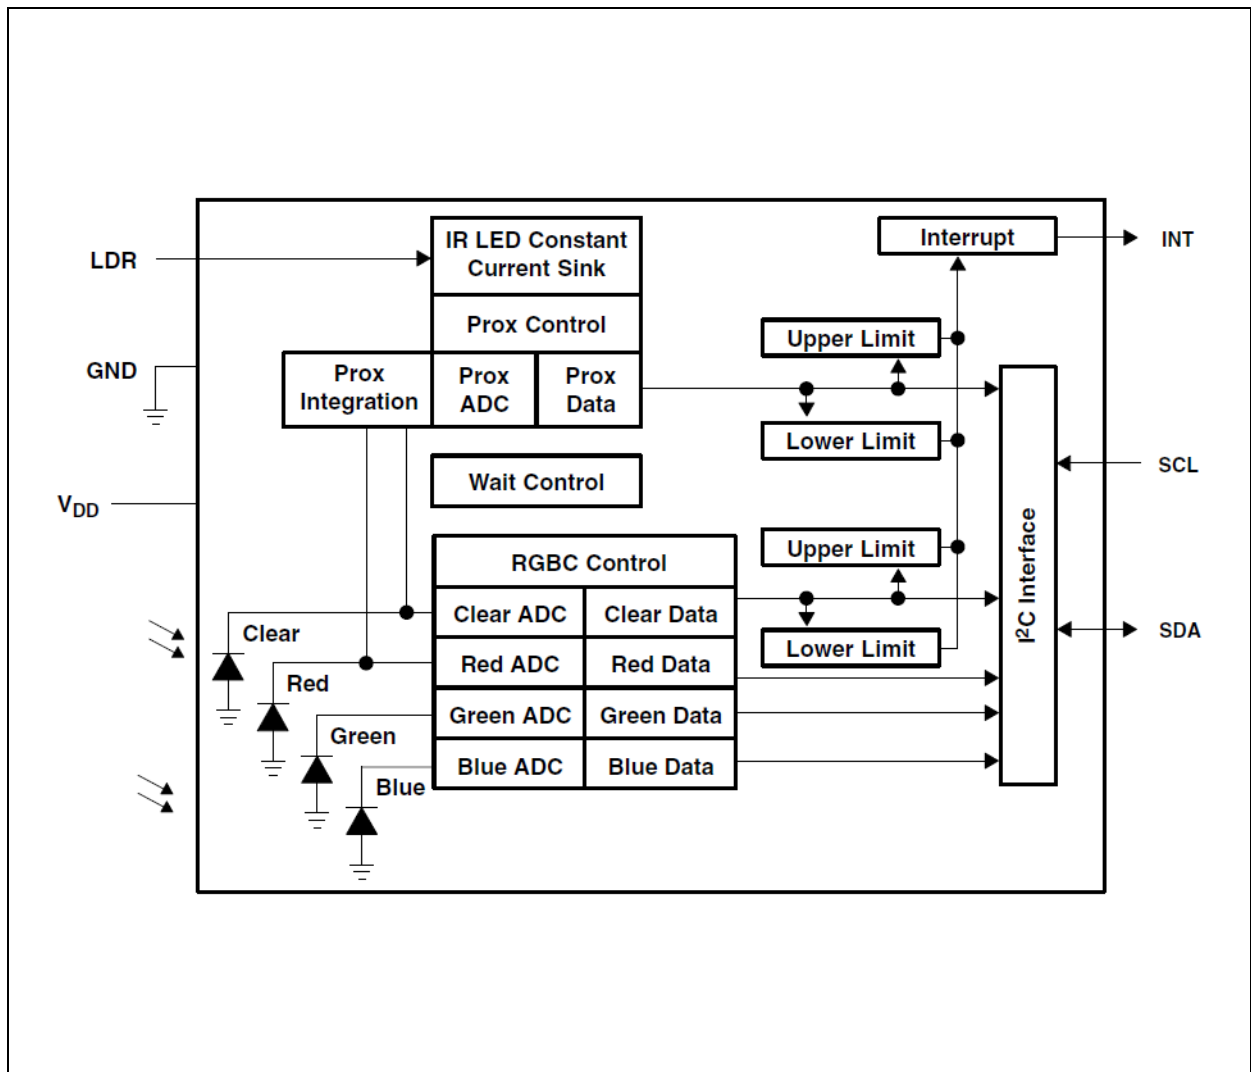 IR LED Constant
Current Sink
Interrupt
INT
LDR
Prox Control
Upper Limit
GND
Prox
Integration
Prox
ADC
Prox
Data
Lower Limit
Wait Control
SCL
VDD
Upper Limit
RGBC Control
I2C Interface
Clear ADC
Clear Data
Clear
Lower Limit
SDA
Red ADC
Red Data
Red
Green ADC
Green Data
Green
Blue ADC
Blue Data
Blue